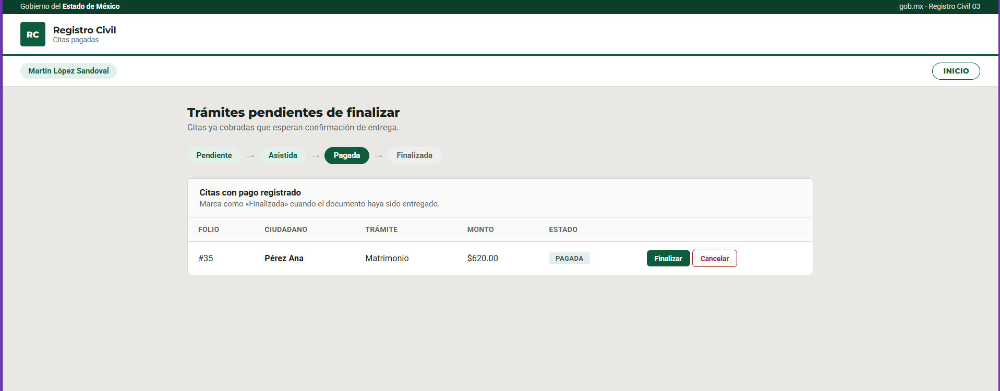 Gobierno del Estado de México
gob.mx · Registro Civil 03
RC
Registro Civil
Citas pagadas
Martín López Sandoval
INICIO
Trámites pendientes de finalizar
Citas ya cobradas que esperan confirmación de entrega.
Pendiente → Asistida → Pagada → Finalizada
Citas con pago registrado
Marca como «Finalizada» cuando el documento haya sido entregado.
FOLIO CIUDADANO TRÁMITE MONTO ESTADO
#35 Pérez Ana Matrimonio $620.00 PAGADA Finalizar Cancelar